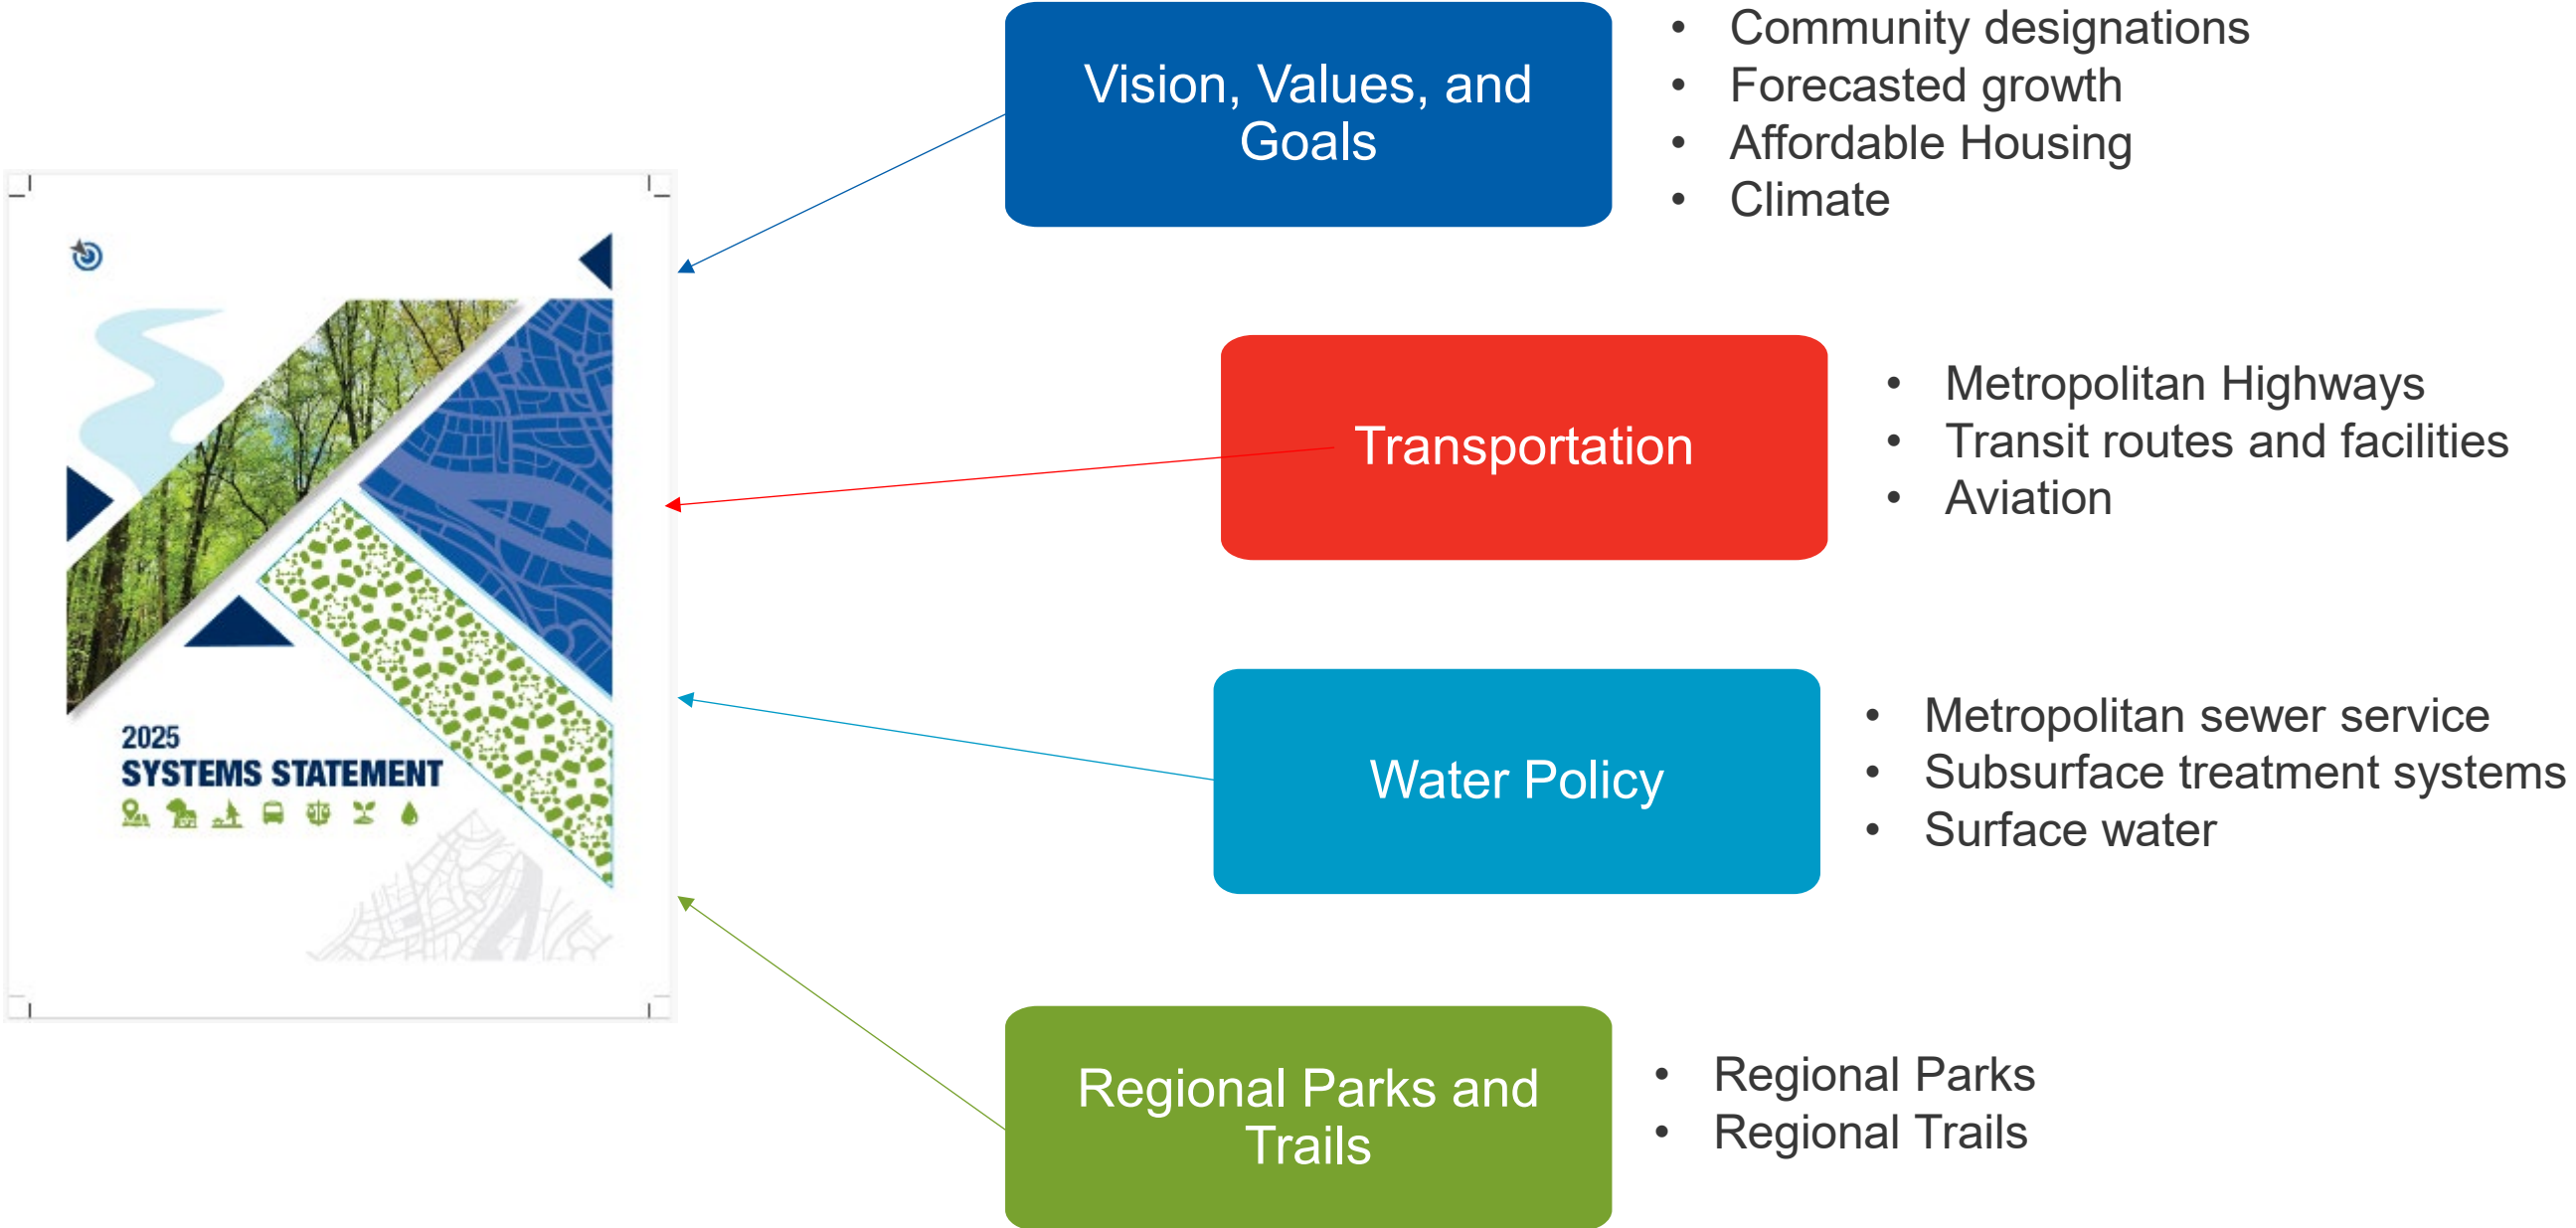 Vision, Values, and
Goals
• Community designations
• Forecasted growth
• Affordable Housing
• Climate
Transportation
• Metropolitan Highways
• Transit routes and facilities
• Aviation
2025
SYSTEMS STATEMENT
Water Policy
• Metropolitan sewer service
• Subsurface treatment systems
• Surface water
Regional Parks and
Trails
• Regional Parks
• Regional Trails